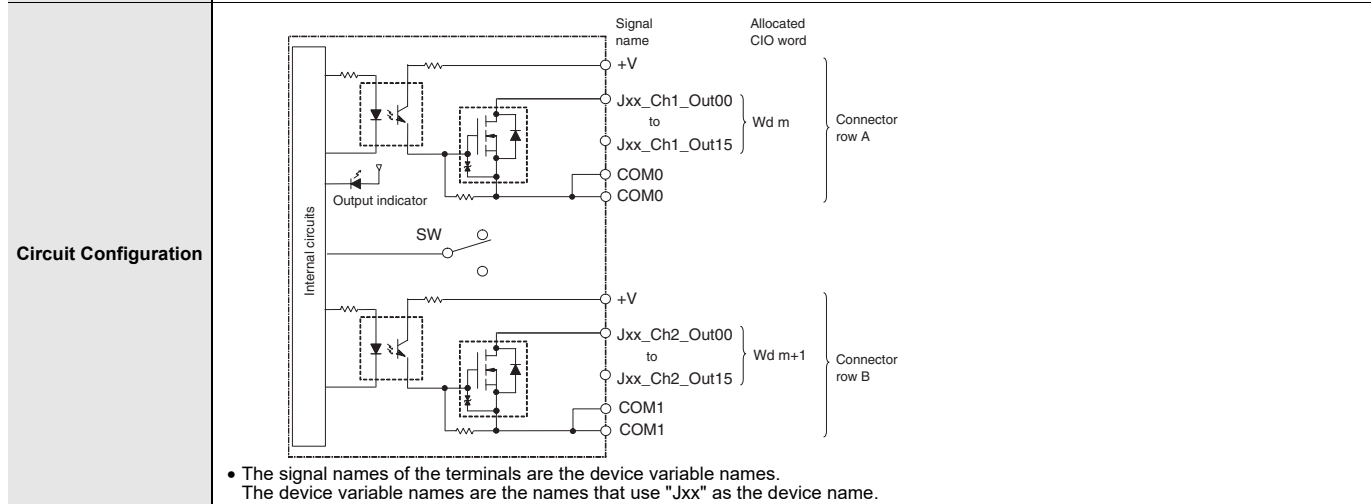 Circuit Configuration
Signal name
Allocated CIO word
+V
Jxx_Ch1_Out00
to
Jxx_Ch1_Out15
Wd m
Connector row A
COM0
COM0
Output indicator
Internal circuits
SW
+V
Jxx_Ch2_Out00
to
Jxx_Ch2_Out15
Wd m+1
Connector row B
COM1
COM1
• The signal names of the terminals are the device variable names.
The device variable names are the names that use "Jxx" as the device name.